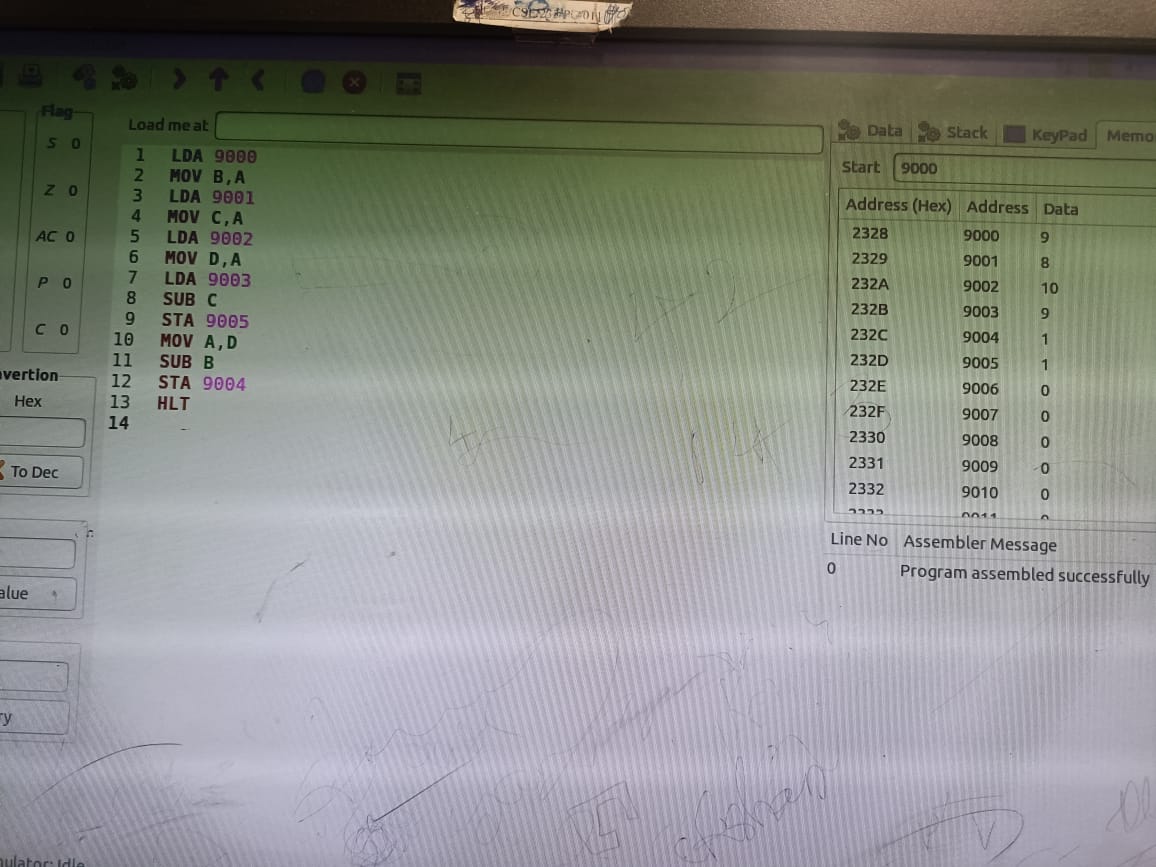 Flag
S 0
Z 0
AC 0
P 0
C 0
vertion
Hex
To Dec
alue
ry
Load me at
1 LDA 9000
2 MOV B,A
3 LDA 9001
4 MOV C,A
5 LDA 9002
6 MOV D,A
7 LDA 9003
8 SUB C
9 STA 9005
10 MOV A,D
11 SUB B
12 STA 9004
13 HLT
14
Data Stack KeyPad Memo
Start 9000
Address (Hex) Address Data
2328 9000 9
2329 9001 8
232A 9002 10
232B 9003 9
232C 9004 1
232D 9005 1
232E 9006 0
232F 9007 0
2330 9008 0
2331 9009 0
2332 9010 0
Line No Assembler Message
0 Program assembled successfully